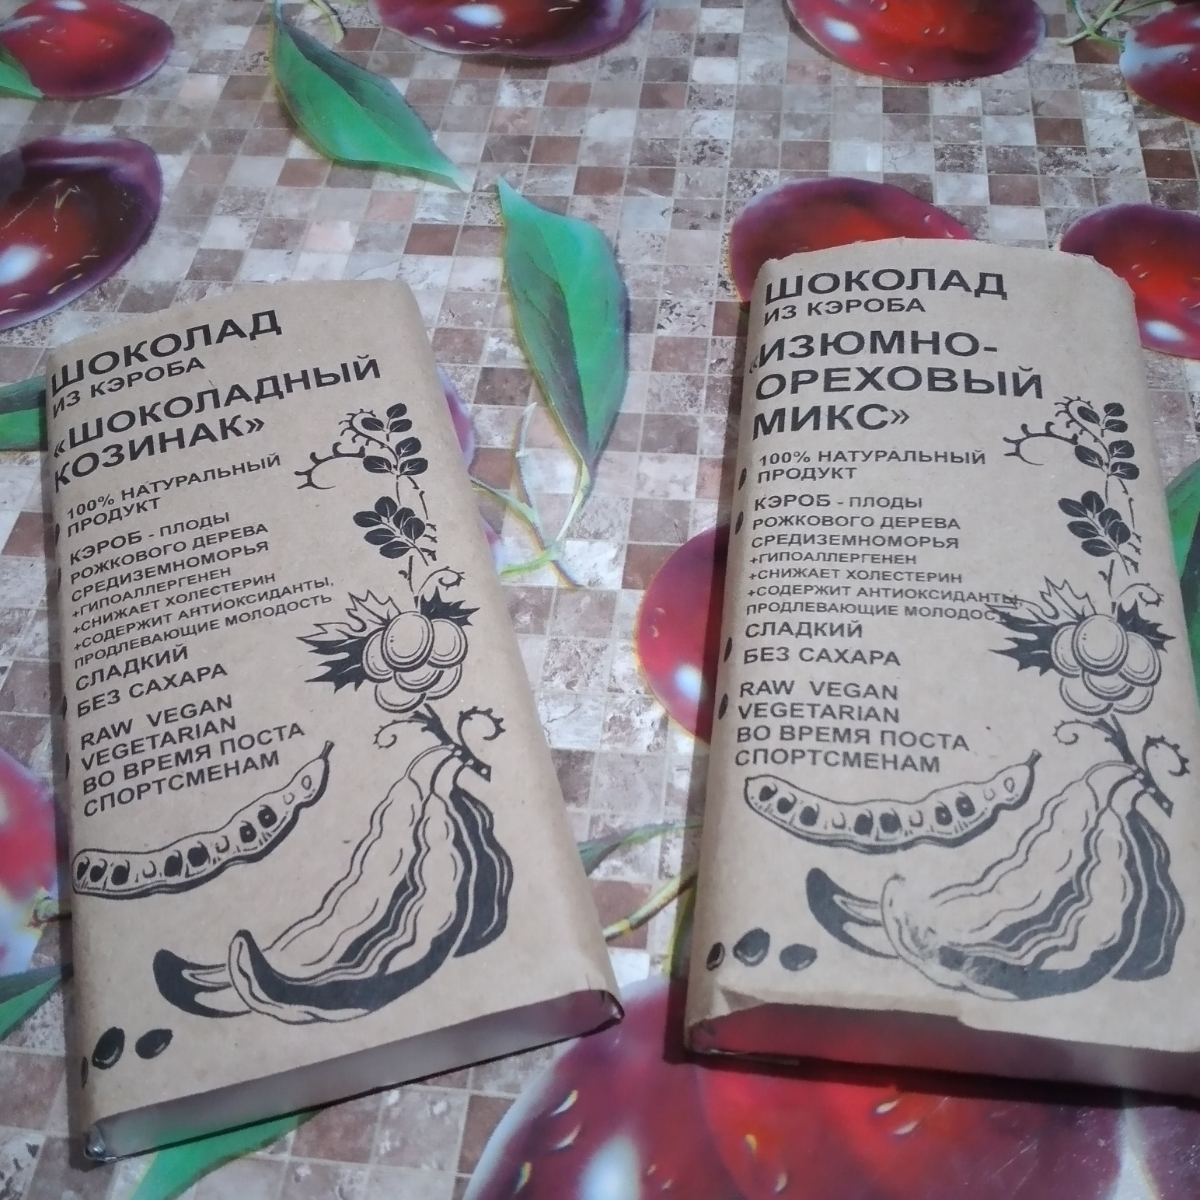 ШОКОЛАД
ИЗ КЭРОБА
«ШОКОЛАДНЫЙ
КОЗИНАК»
100% НАТУРАЛЬНЫЙ
ПРОДУКТ
КЭРОБ - ПЛОДЫ
РОЖКОВОГО ДЕРЕВА
СРЕДИЗЕМНОМОРЬЯ
+ГИПОАЛЛЕРГЕНЕН
+СНИЖАЕТ ХОЛЕСТЕРИН
+СОДЕРЖИТ АНТИОКСИДАНТЫ,
ПРОДЛЕВАЮЩИЕ МОЛОДОСТЬ
СЛАДКИЙ
БЕЗ САХАРА
RAW VEGAN
VEGETARIAN
ВО ВРЕМЯ ПОСТА
СПОРТСМЕНАМ
ШОКОЛАД
ИЗ КЭРОБА
«ИЗЮМНО-
ОРЕХОВЫЙ
МИКС»
100% НАТУРАЛЬНЫЙ
ПРОДУКТ
КЭРОБ - ПЛОДЫ
РОЖКОВОГО ДЕРЕВА
СРЕДИЗЕМНОМОРЬЯ
+ГИПОАЛЛЕРГЕНЕН
+СНИЖАЕТ ХОЛЕСТЕРИН
+СОДЕРЖИТ АНТИОКСИДАНТЫ,
ПРОДЛЕВАЮЩИЕ МОЛОДОСТЬ
СЛАДКИЙ
БЕЗ САХАРА
RAW VEGAN
VEGETARIAN
ВО ВРЕМЯ ПОСТА
СПОРТСМЕНАМ